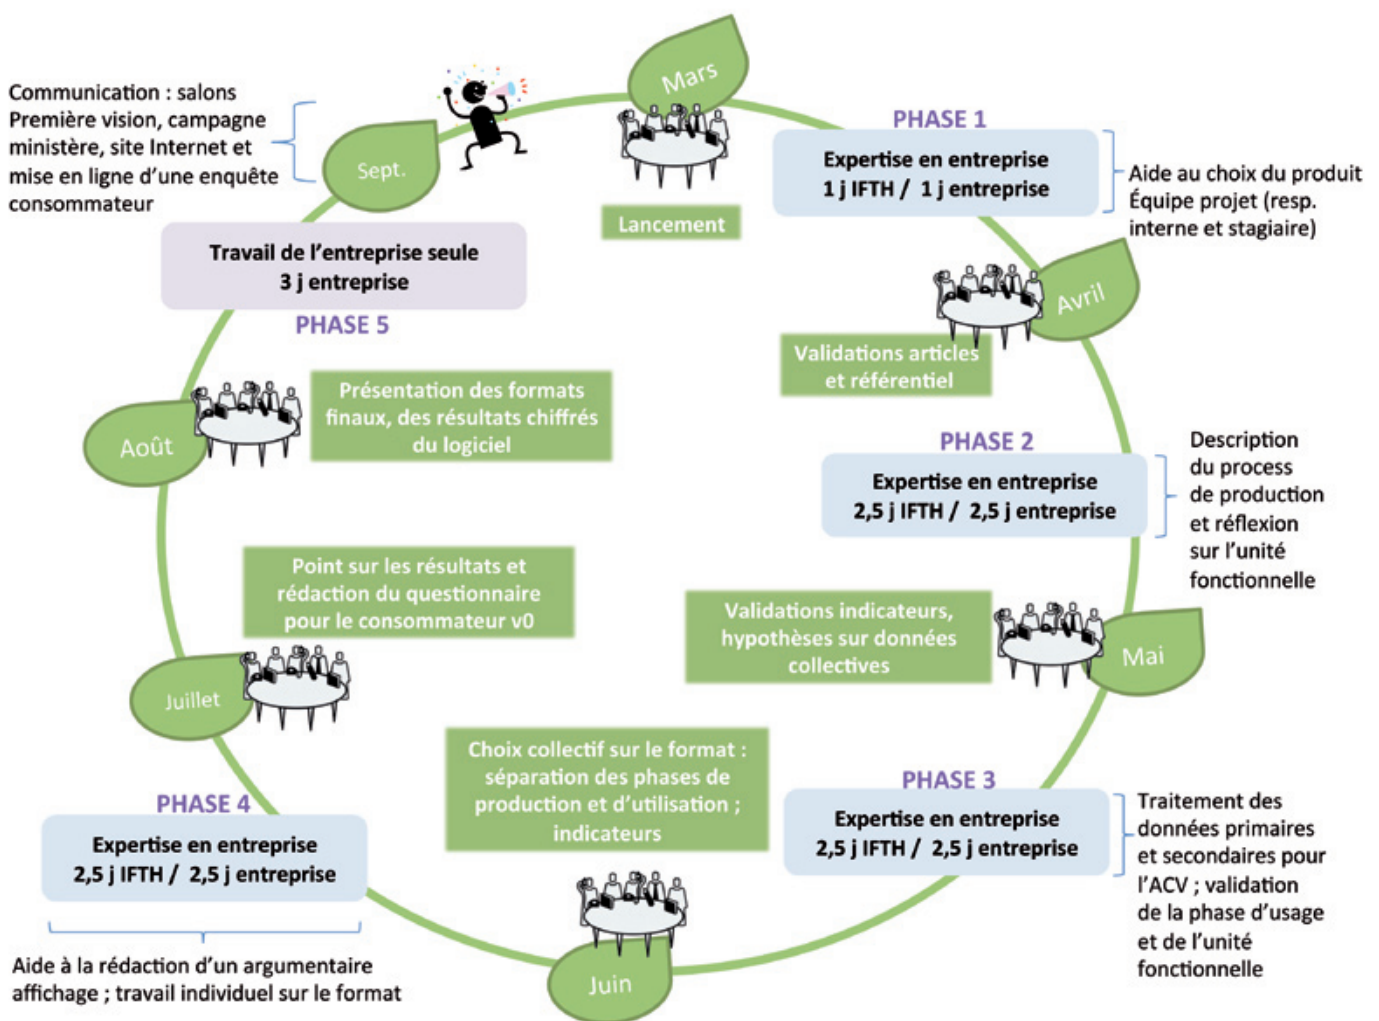 Mars
Lancement
PHASE 1
Expertise en entreprise
1 j IFTH / 1 j entreprise
Aide au choix du produit
Équipe projet (resp.
interne et stagiaire)
Avril
Validations articles
et référentiel
PHASE 2
Expertise en entreprise
2,5 j IFTH / 2,5 j entreprise
Description
du process
de production
et réflexion
sur l’unité
fonctionnelle
Mai
Validations indicateurs,
hypothèses sur données
collectives
PHASE 3
Expertise en entreprise
2,5 j IFTH / 2,5 j entreprise
Traitement des
données primaires
et secondaires pour
l’ACV ; validation
de la phase d’usage
et de l’unité
fonctionnelle
Choix collectif sur le format :
séparation des phases de
production et d’utilisation ;
indicateurs
Juin
PHASE 4
Expertise en entreprise
2,5 j IFTH / 2,5 j entreprise
Aide à la rédaction d’un argumentaire
affichage ; travail individuel sur le format
Juillet
Point sur les résultats et
rédaction du questionnaire
pour le consommateur v0
Août
Présentation des formats
finaux, des résultats chiffrés
du logiciel
PHASE 5
Travail de l’entreprise seule
3 j entreprise
Sept.
Communication : salons
Première vision, campagne
ministère, site Internet et
mise en ligne d’une enquête
consommateur